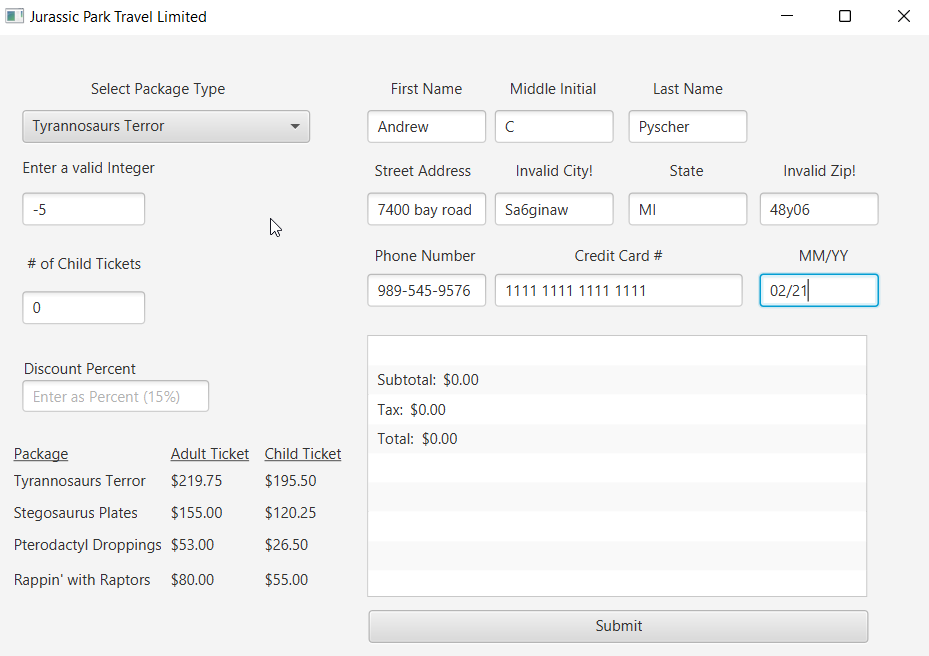 Jurassic Park Travel Limited
Select Package Type
Tyrannosaurs Terror
Enter a valid Integer
-5
# of Child Tickets
0
Discount Percent
Enter as Percent (15%)
Package Adult Ticket Child Ticket
Tyrannosaurs Terror $219.75 $195.50
Stegosaurus Plates $155.00 $120.25
Pterodactyl Droppings $53.00 $26.50
Rappin' with Raptors $80.00 $55.00
First Name Middle Initial Last Name
Andrew C Pyscher
Street Address Invalid City! State Invalid Zip!
7400 bay road Sa6ginaw MI 48y06
Phone Number Credit Card # MM/YY
989-545-9576 1111 1111 1111 1111 02/21
Subtotal: $0.00
Tax: $0.00
Total: $0.00
Submit